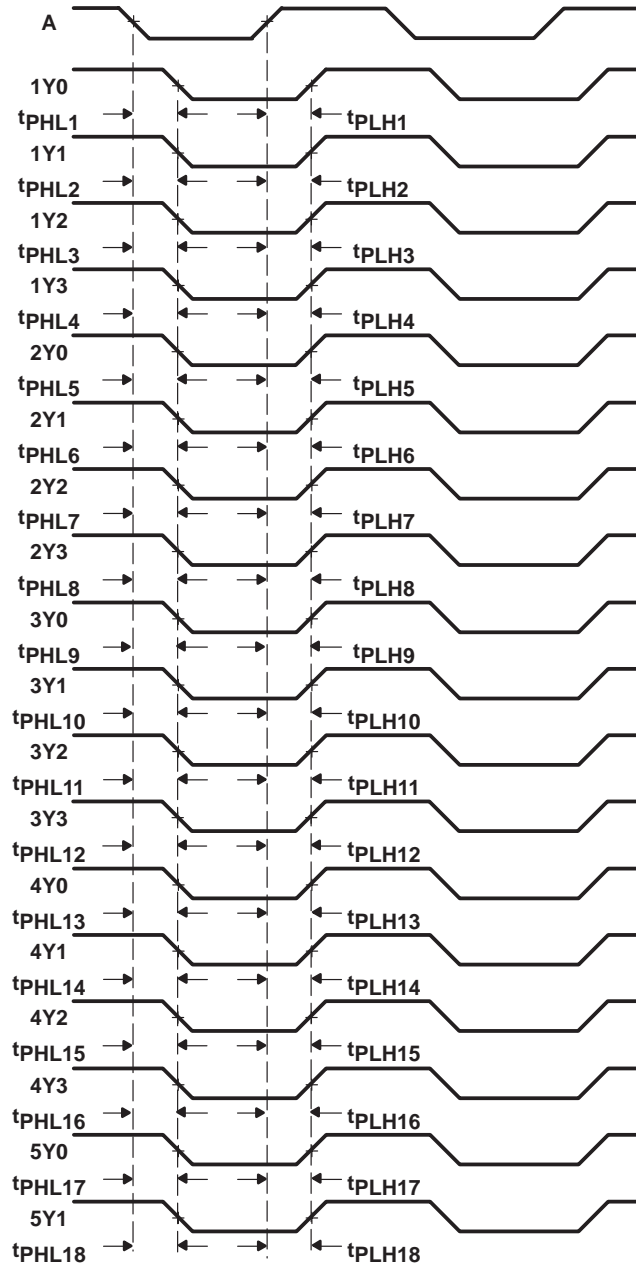 A
1Y0
tPHL1 tPLH1
1Y1
tPHL2 tPLH2
1Y2
tPHL3 tPLH3
1Y3
tPHL4 tPLH4
2Y0
tPHL5 tPLH5
2Y1
tPHL6 tPLH6
2Y2
tPHL7 tPLH7
2Y3
tPHL8 tPLH8
3Y0
tPHL9 tPLH9
3Y1
tPHL10 tPLH10
3Y2
tPHL11 tPLH11
3Y3
tPHL12 tPLH12
4Y0
tPHL13 tPLH13
4Y1
tPHL14 tPLH14
4Y2
tPHL15 tPLH15
4Y3
tPHL16 tPLH16
5Y0
tPHL17 tPLH17
5Y1
tPHL18 tPLH18